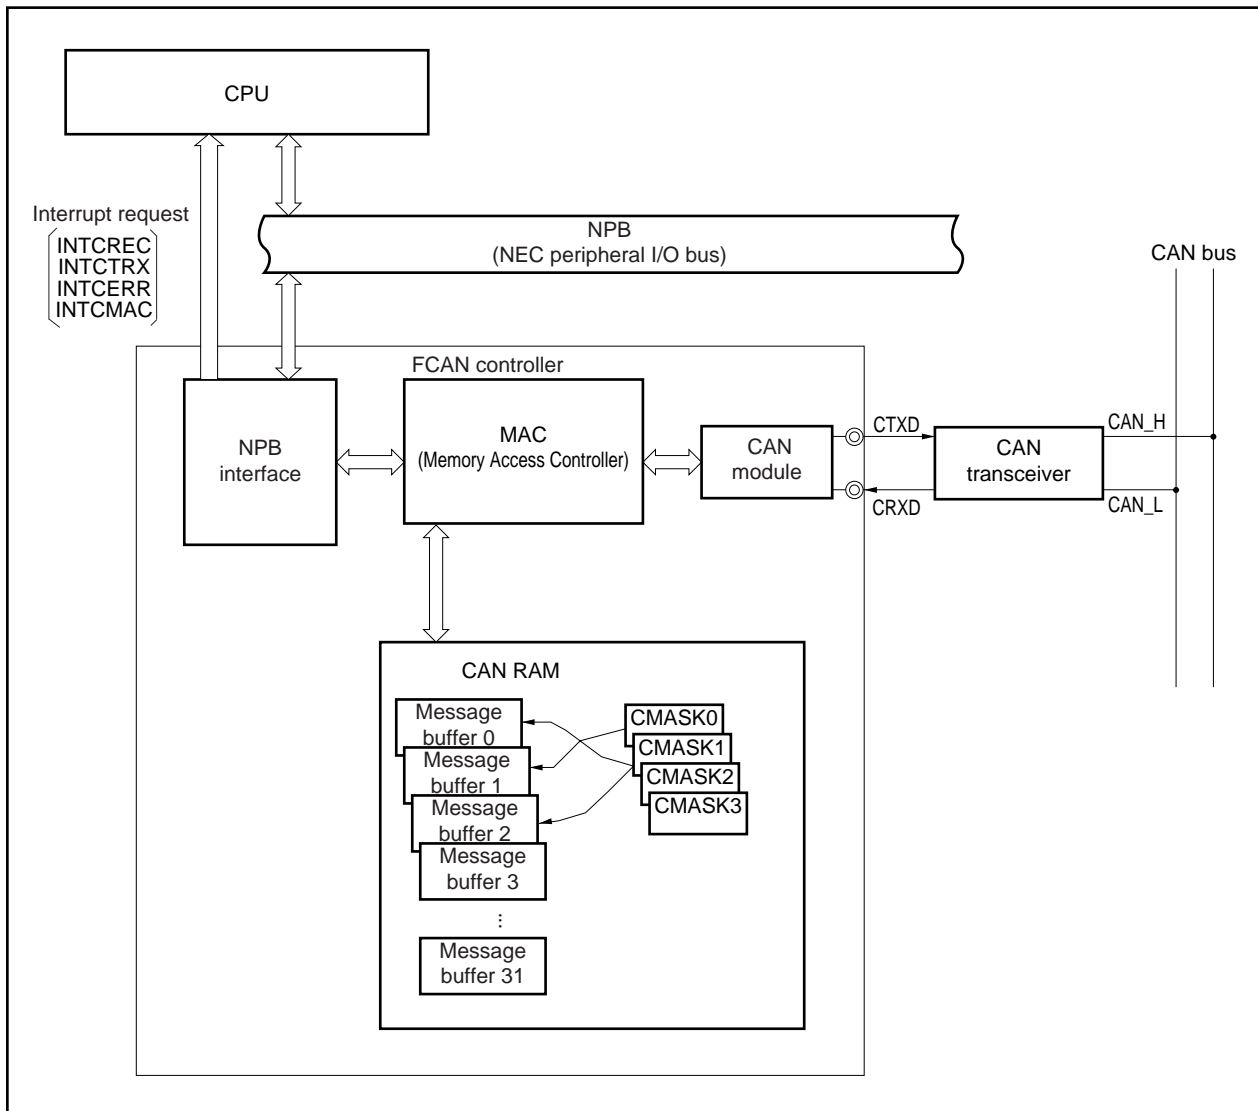 CPU
Interrupt request
INTCREC
INTCTRX
INTCERR
INTCMAC
NPB
(NEC peripheral I/O bus)
CAN bus
FCAN controller
NPB
interface
MAC
(Memory Access Controller)
CAN
module
CTXD
CRXD
CAN
transceiver
CAN_H
CAN_L
CAN RAM
Message
buffer 0
Message
buffer 1
Message
buffer 2
Message
buffer 3
...
Message
buffer 31
CMASK0
CMASK1
CMASK2
CMASK3